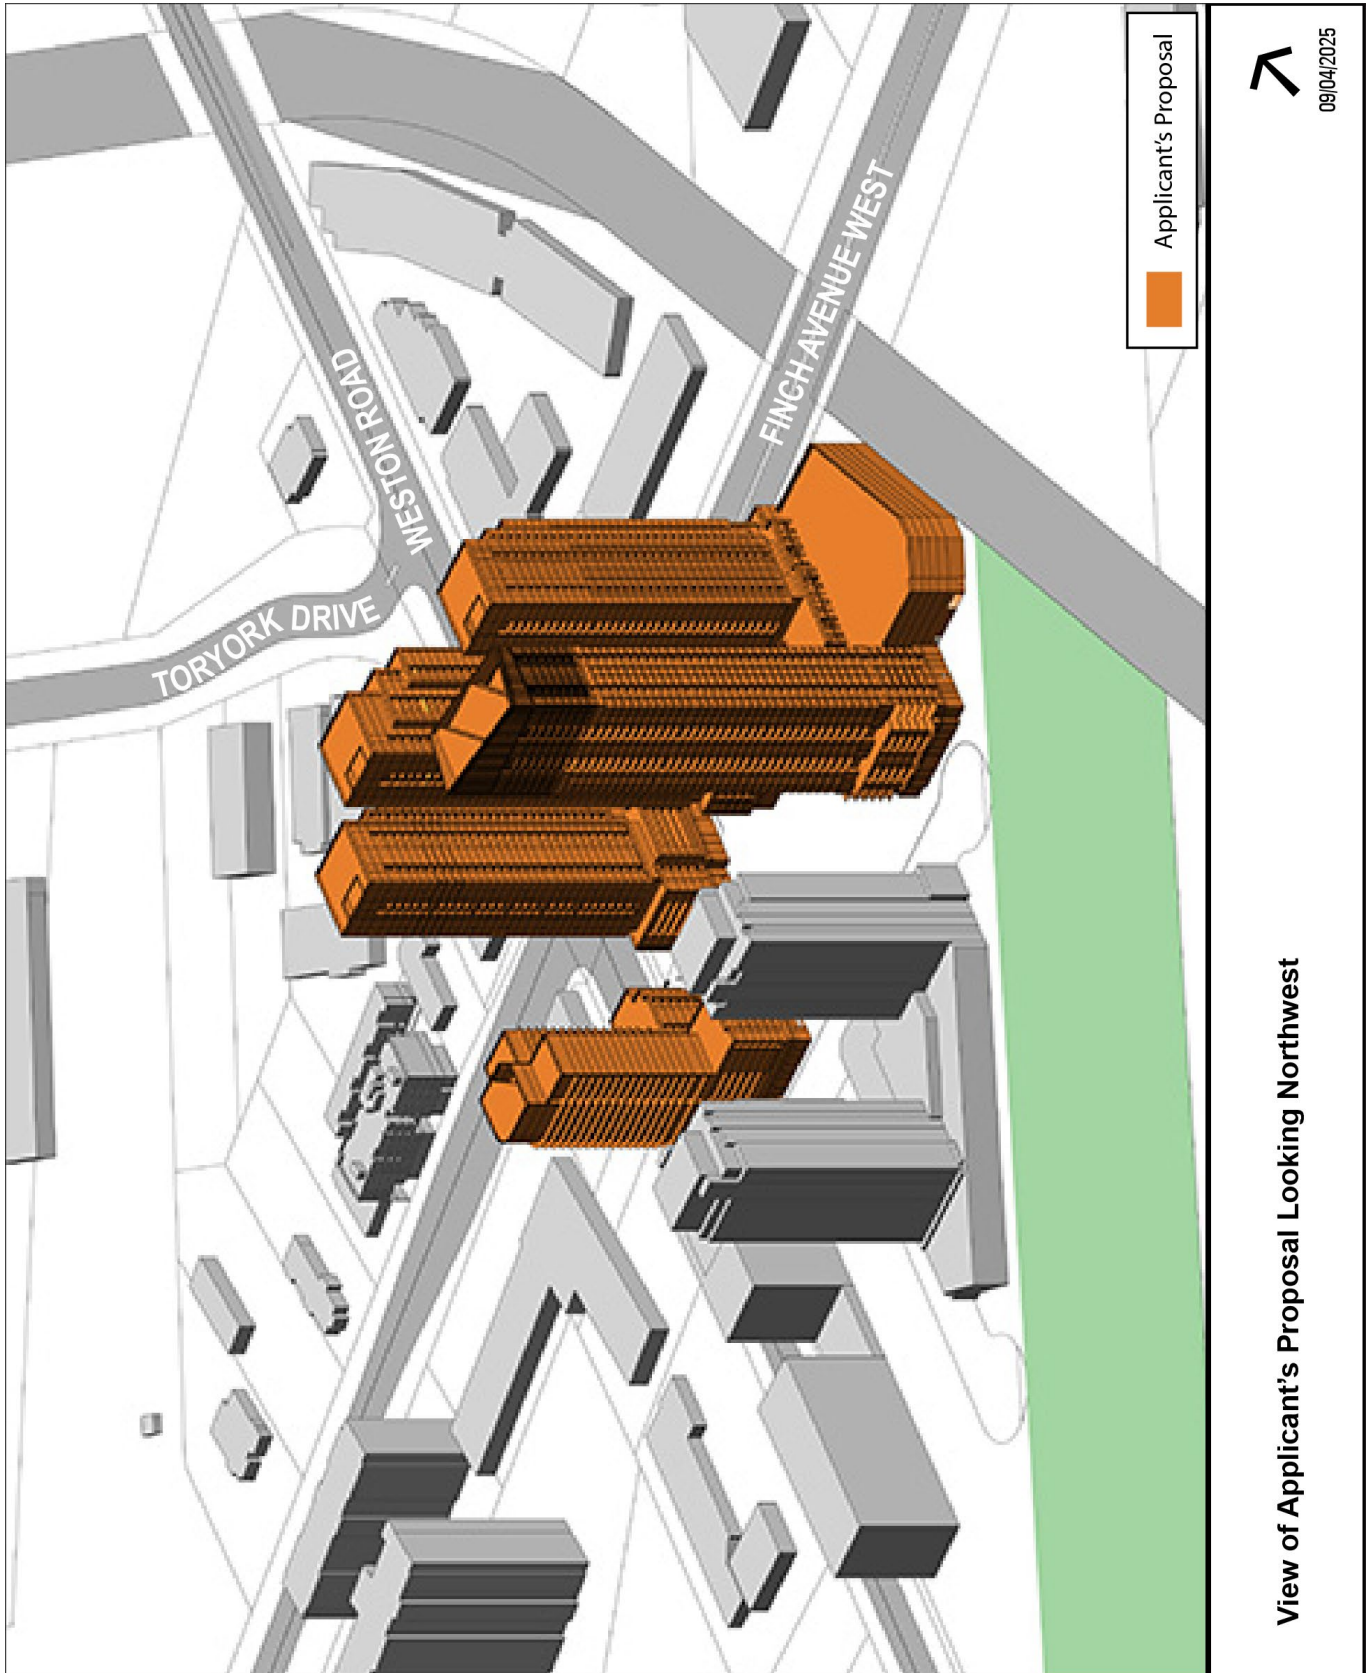 TORYORK DRIVE
WESTON ROAD
FINCH AVENUE WEST
Applicant's Proposal
View of Applicant's Proposal Looking Northwest
09/04/2025